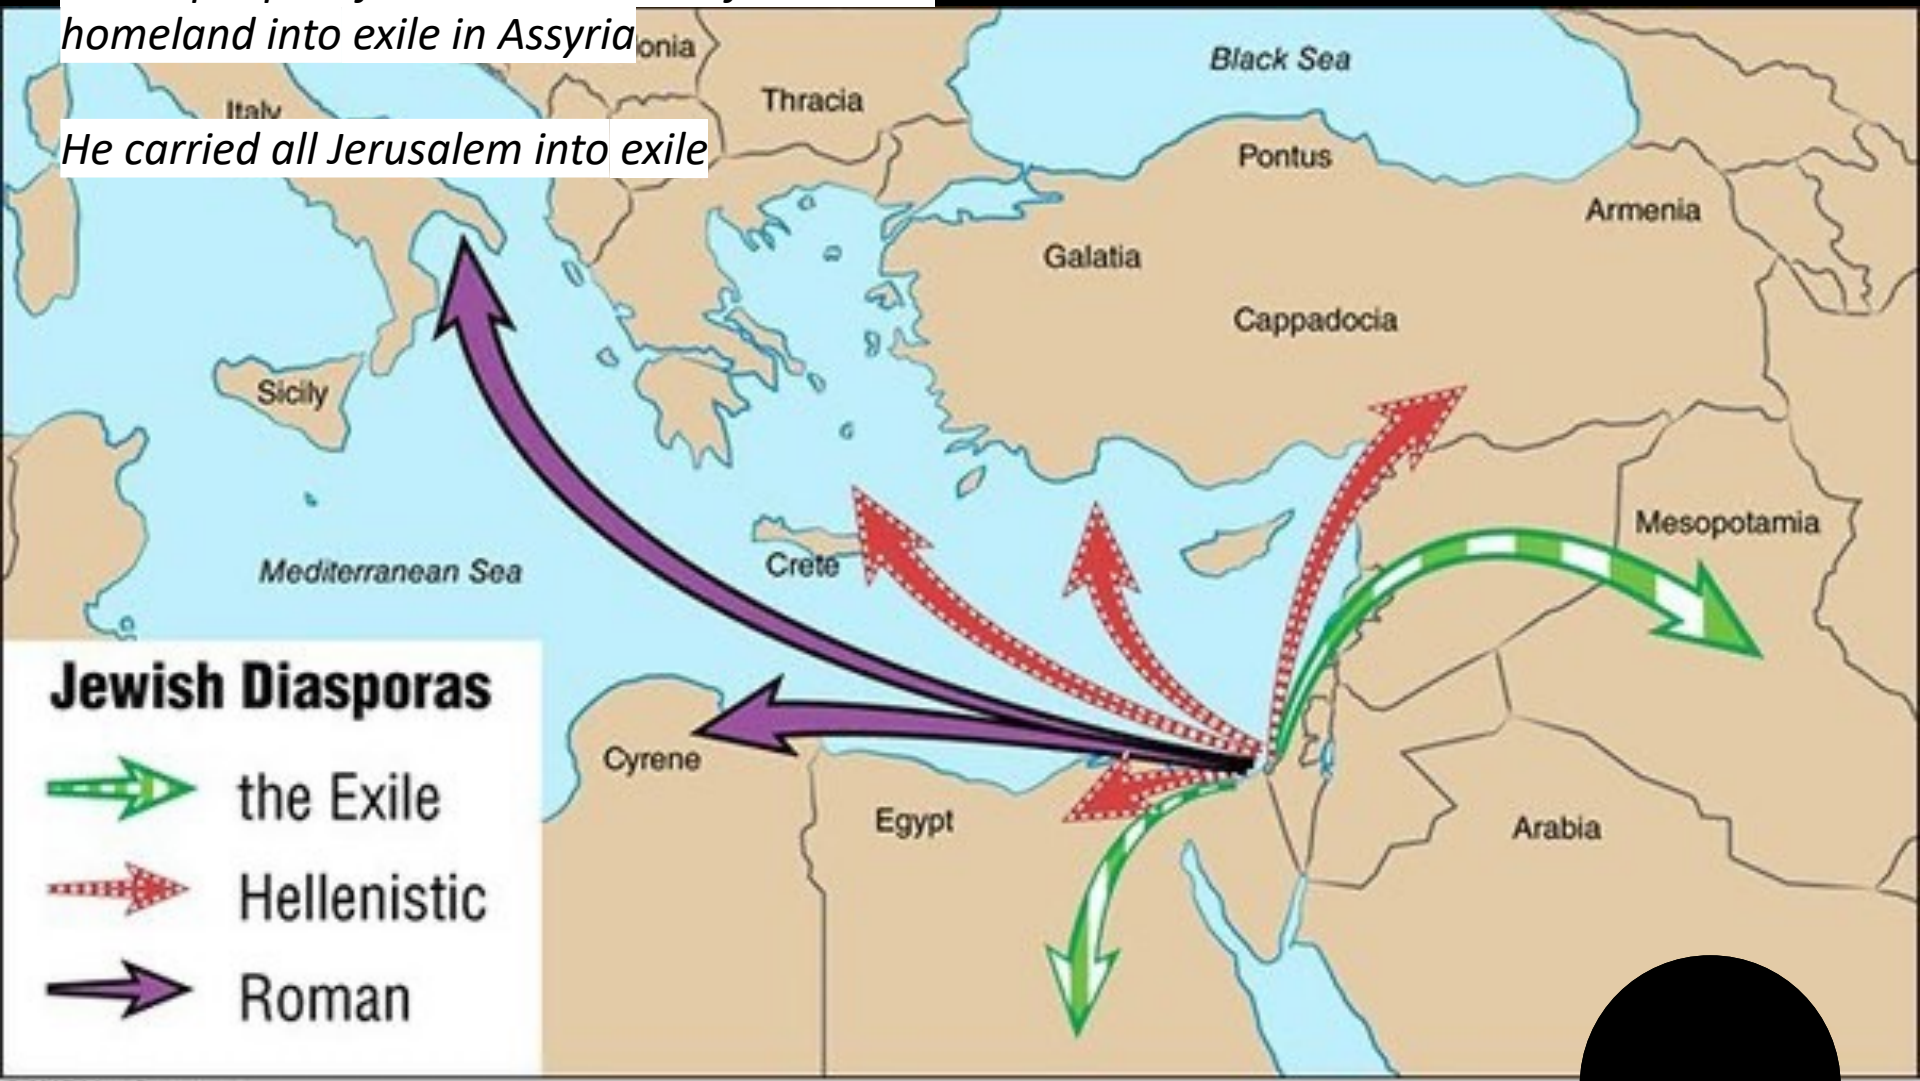 homeland into exile in Assyria
onia
Black Sea
Thracia
Italy
He carried all Jerusalem into exile
Pontus
Armenia
Galatia
Cappadocia
Sicily
Mesopotamia
Mediterranean Sea
Crete
Jewish Diasporas
Cyrene
the Exile
Egypt
Arabia
Hellenistic
Roman